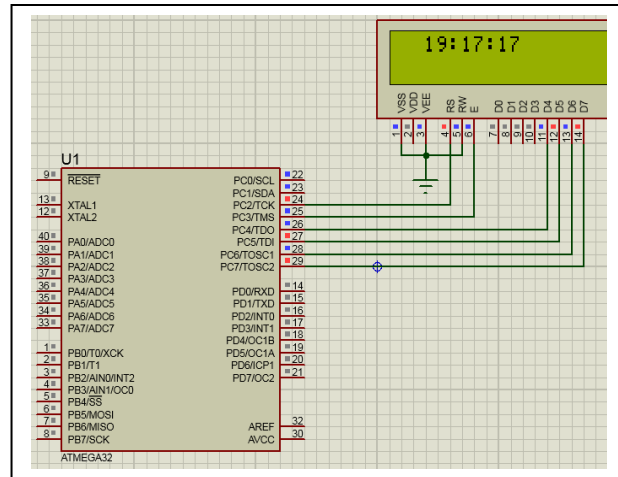 19:17:17
VSS
VDD
VEE
RS
RW
E
D0
D1
D2
D3
D4
D5
D6
D7
1
2
3
4
5
6
7
8
9
10
11
12
13
14
U1
9 RESET
13 XTAL1
12 XTAL2
40 PA0/ADC0
39 PA1/ADC1
38 PA2/ADC2
37 PA3/ADC3
36 PA4/ADC4
35 PA5/ADC5
34 PA6/ADC6
33 PA7/ADC7
1 PB0/T0/XCK
2 PB1/T1
3 PB2/AIN0/INT2
4 PB3/AIN1/OC0
5 PB4/SS
6 PB5/MOSI
7 PB6/MISO
8 PB7/SCK
PC0/SCL 22
PC1/SDA 23
PC2/TCK 24
PC3/TMS 25
PC4/TDO 26
PC5/TDI 27
PC6/TOSC1 28
PC7/TOSC2 29
PD0/RXD 14
PD1/TXD 15
PD2/INT0 16
PD3/INT1 17
PD4/OC1B 18
PD5/OC1A 19
PD6/ICP1 20
PD7/OC2 21
AREF 32
AVCC 30
ATMEGA32